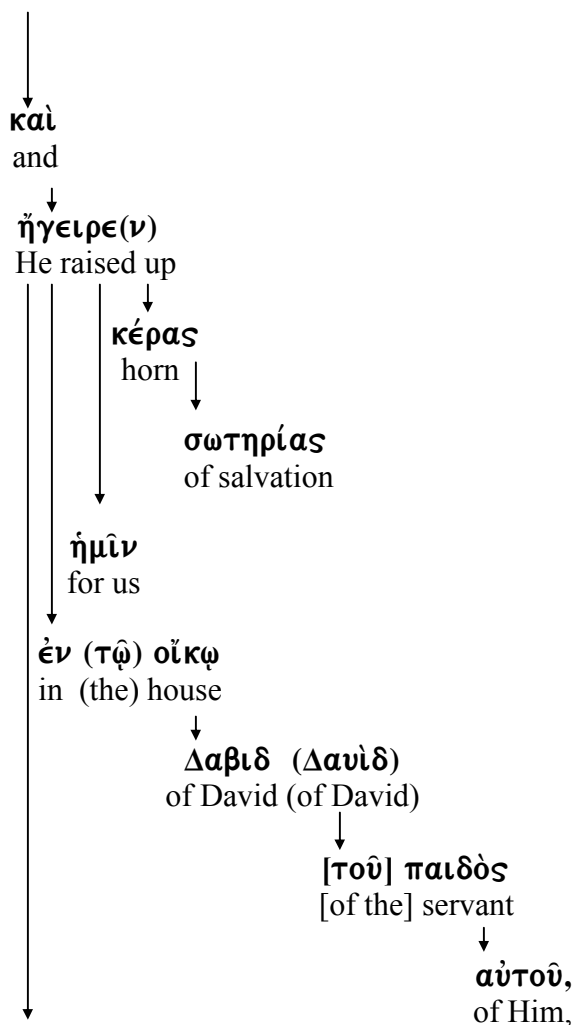 καὶ
and
ἤγειρε(ν)
He raised up
κέρας
horn
σωτηρίας
of salvation
ἡμῖν
for us
ἐν (τῷ) οἴκῳ
in (the) house
Δαβιδ (Δαυὶδ)
of David (of David)
[τοῦ] παιδὸς
[of the] servant
αὐτοῦ,
of Him,